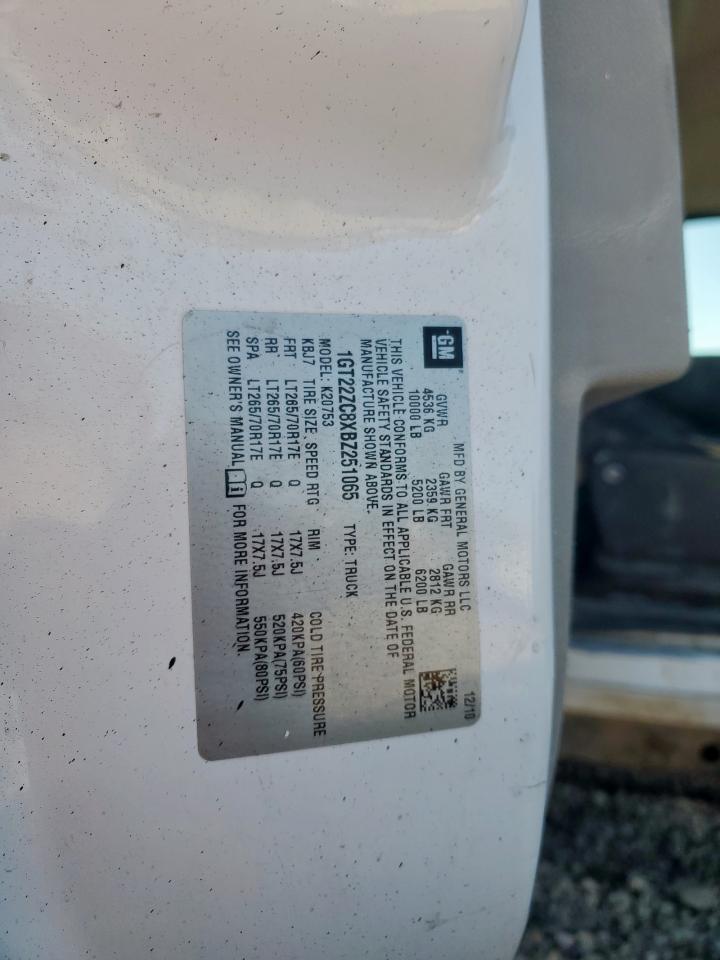 GM
MFD BY GENERAL MOTORS LLC 12/10
GVWR GAWR FRT GAWR RR
4536 KG 2359 KG 2812 KG
10000 LB 5200 LB 6200 LB
THIS VEHICLE CONFORMS TO ALL APPLICABLE U.S. FEDERAL MOTOR
VEHICLE SAFETY STANDARDS IN EFFECT ON THE DATE OF
MANUFACTURE SHOWN ABOVE.
1GT22ZC8XBZ251065 TYPE: TRUCK
MODEL: K20753
KBJ7 TIRE SIZE SPEED RTG RIM COLD TIRE PRESSURE
FRT LT265/70R17E Q 17X7.5J 420KPA(60PSI)
RR LT265/70R17E Q 17X7.5J 520KPA(75PSI)
SPA LT265/70R17E Q 17X7.5J 550KPA(80PSI)
SEE OWNER'S MANUAL i FOR MORE INFORMATION.